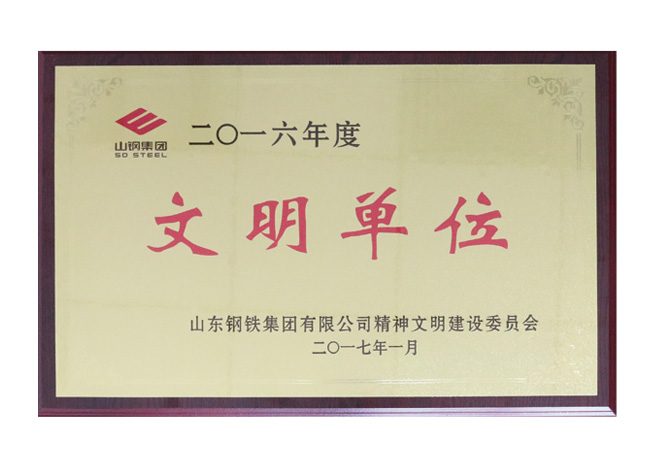 山钢集团
SD STEEL
二〇一六年度
文明单位
山东钢铁集团有限公司精神文明建设委员会
二〇一七年一月